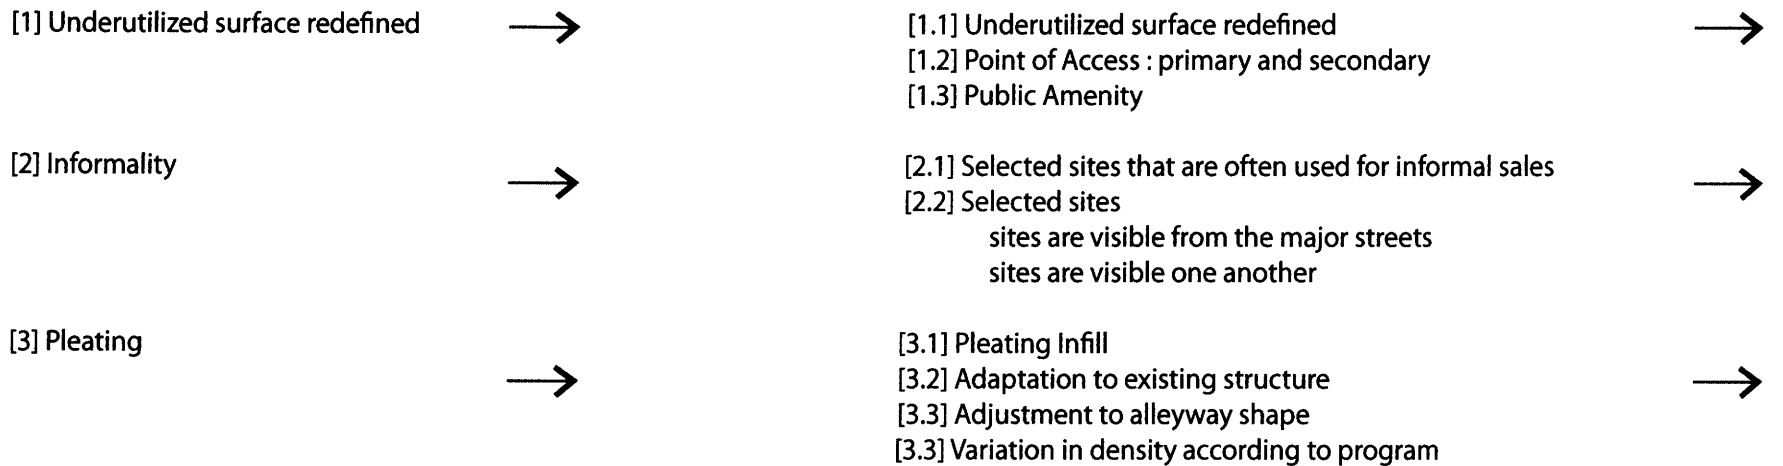 [1] Underutilized surface redefined
[1.1] Underutilized surface redefined
[1.2] Point of Access : primary and secondary
[1.3] Public Amenity
[2] Informality
[2.1] Selected sites that are often used for informal sales
[2.2] Selected sites
sites are visible from the major streets
sites are visible one another
[3] Pleating
[3.1] Pleating Infill
[3.2] Adaptation to existing structure
[3.3] Adjustment to alleyway shape
[3.3] Variation in density according to program